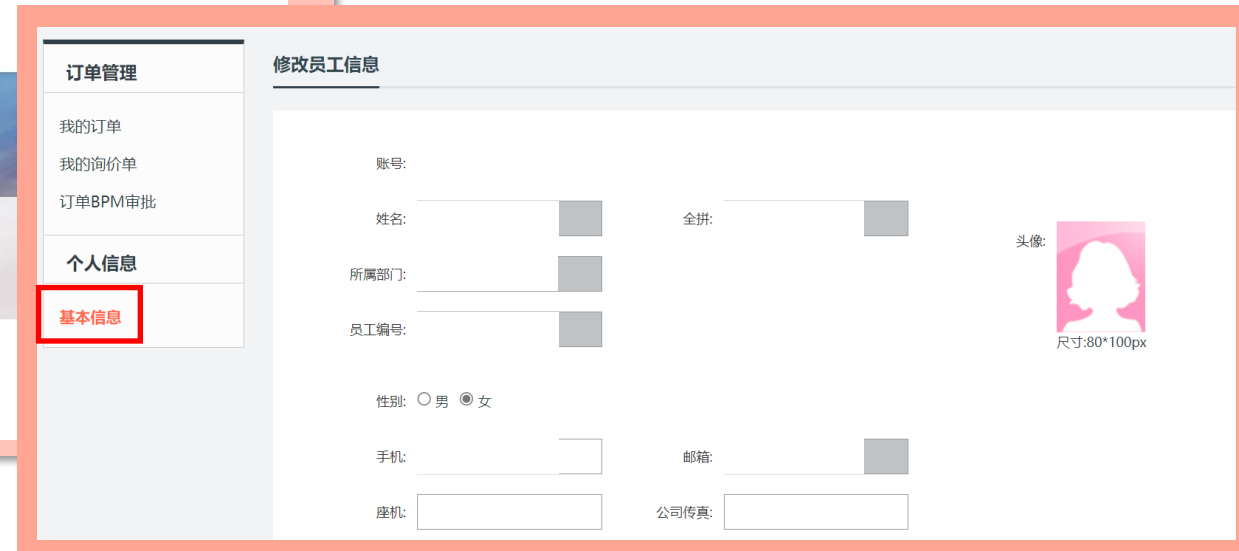 订单管理
我的订单
我的询价单
订单BPM审批
个人信息
基本信息
修改员工信息
账号:
姓名:
全拼:
头像:
所属部门:
员工编号:
尺寸:80*100px
性别: 男 女
手机:
邮箱:
座机:
公司传真: